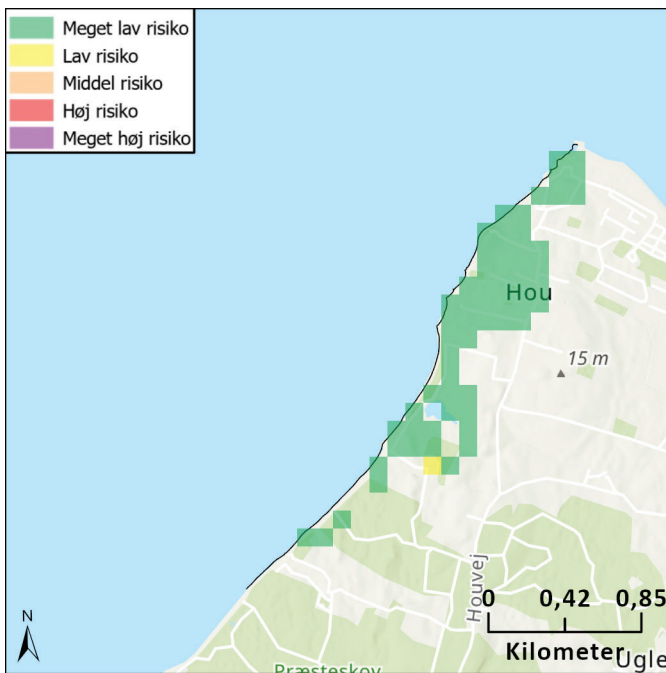 Meget lav risiko
Lav risiko
Middel risiko
Høj risiko
Meget høj risiko
Hou
15 m
Houvej
0 0,42 0,85
Kilometer
Ugle
Præsteskov
N